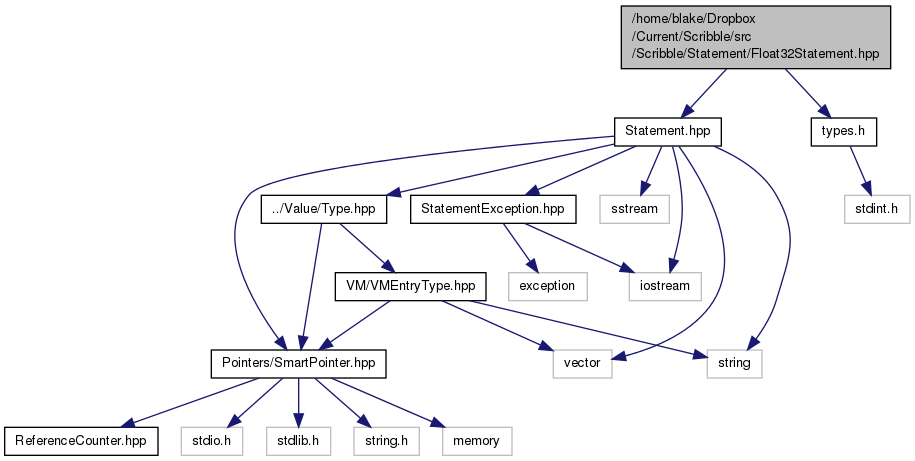 /home/blake/Dropbox
/Current/Scribble/src
/Scribble/Statement/Float32Statement.hpp
Statement.hpp
types.h
../Value/Type.hpp
StatementException.hpp
sstream
stdint.h
VM/VMEntryType.hpp
exception
iostream
Pointers/SmartPointer.hpp
vector
string
ReferenceCounter.hpp
stdio.h
stdlib.h
string.h
memory